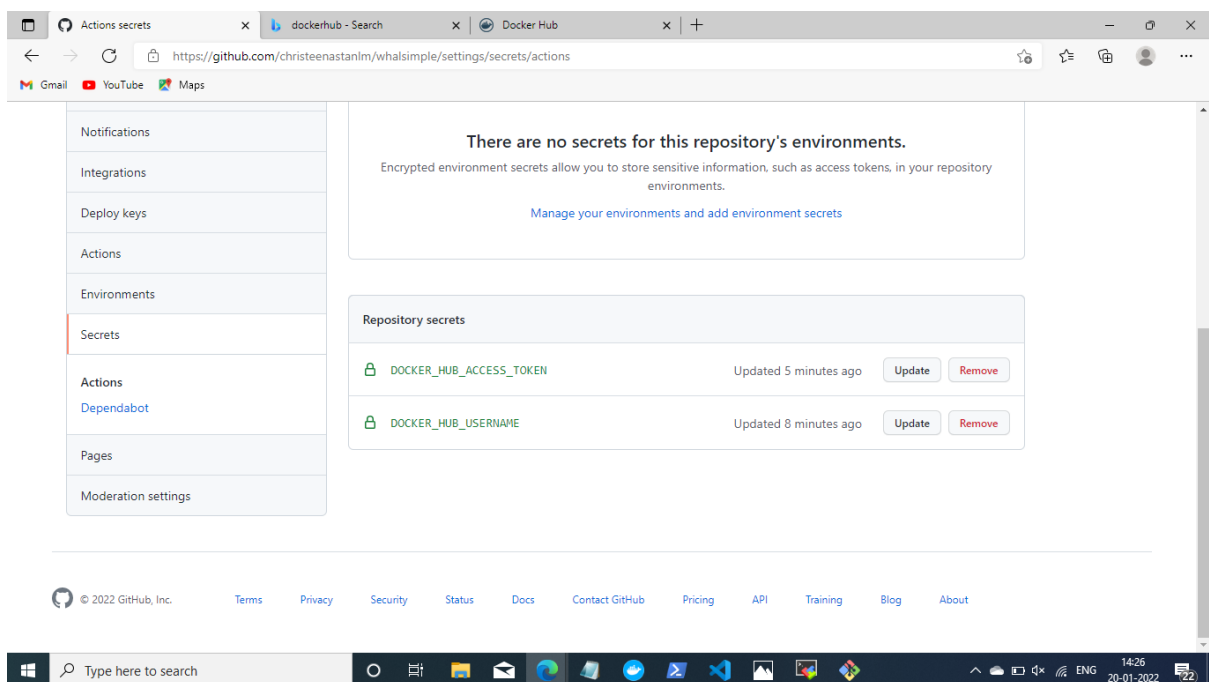 Actions secrets
dockerhub - Search
Docker Hub
https://github.com/christeenastanlm/whalsimple/settings/secrets/actions
Gmail YouTube Maps
Notifications
Integrations
Deploy keys
Actions
Environments
Secrets
Actions
Dependabot
Pages
Moderation settings
There are no secrets for this repository's environments.
Encrypted environment secrets allow you to store sensitive information, such as access tokens, in your repository
environments.
Manage your environments and add environment secrets
Repository secrets
DOCKER_HUB_ACCESS_TOKEN Updated 5 minutes ago Update Remove
DOCKER_HUB_USERNAME Updated 8 minutes ago Update Remove
© 2022 GitHub, Inc. Terms Privacy Security Status Docs Contact GitHub Pricing API Training Blog About
Type here to search
ENG
14:26
20-01-2022
22